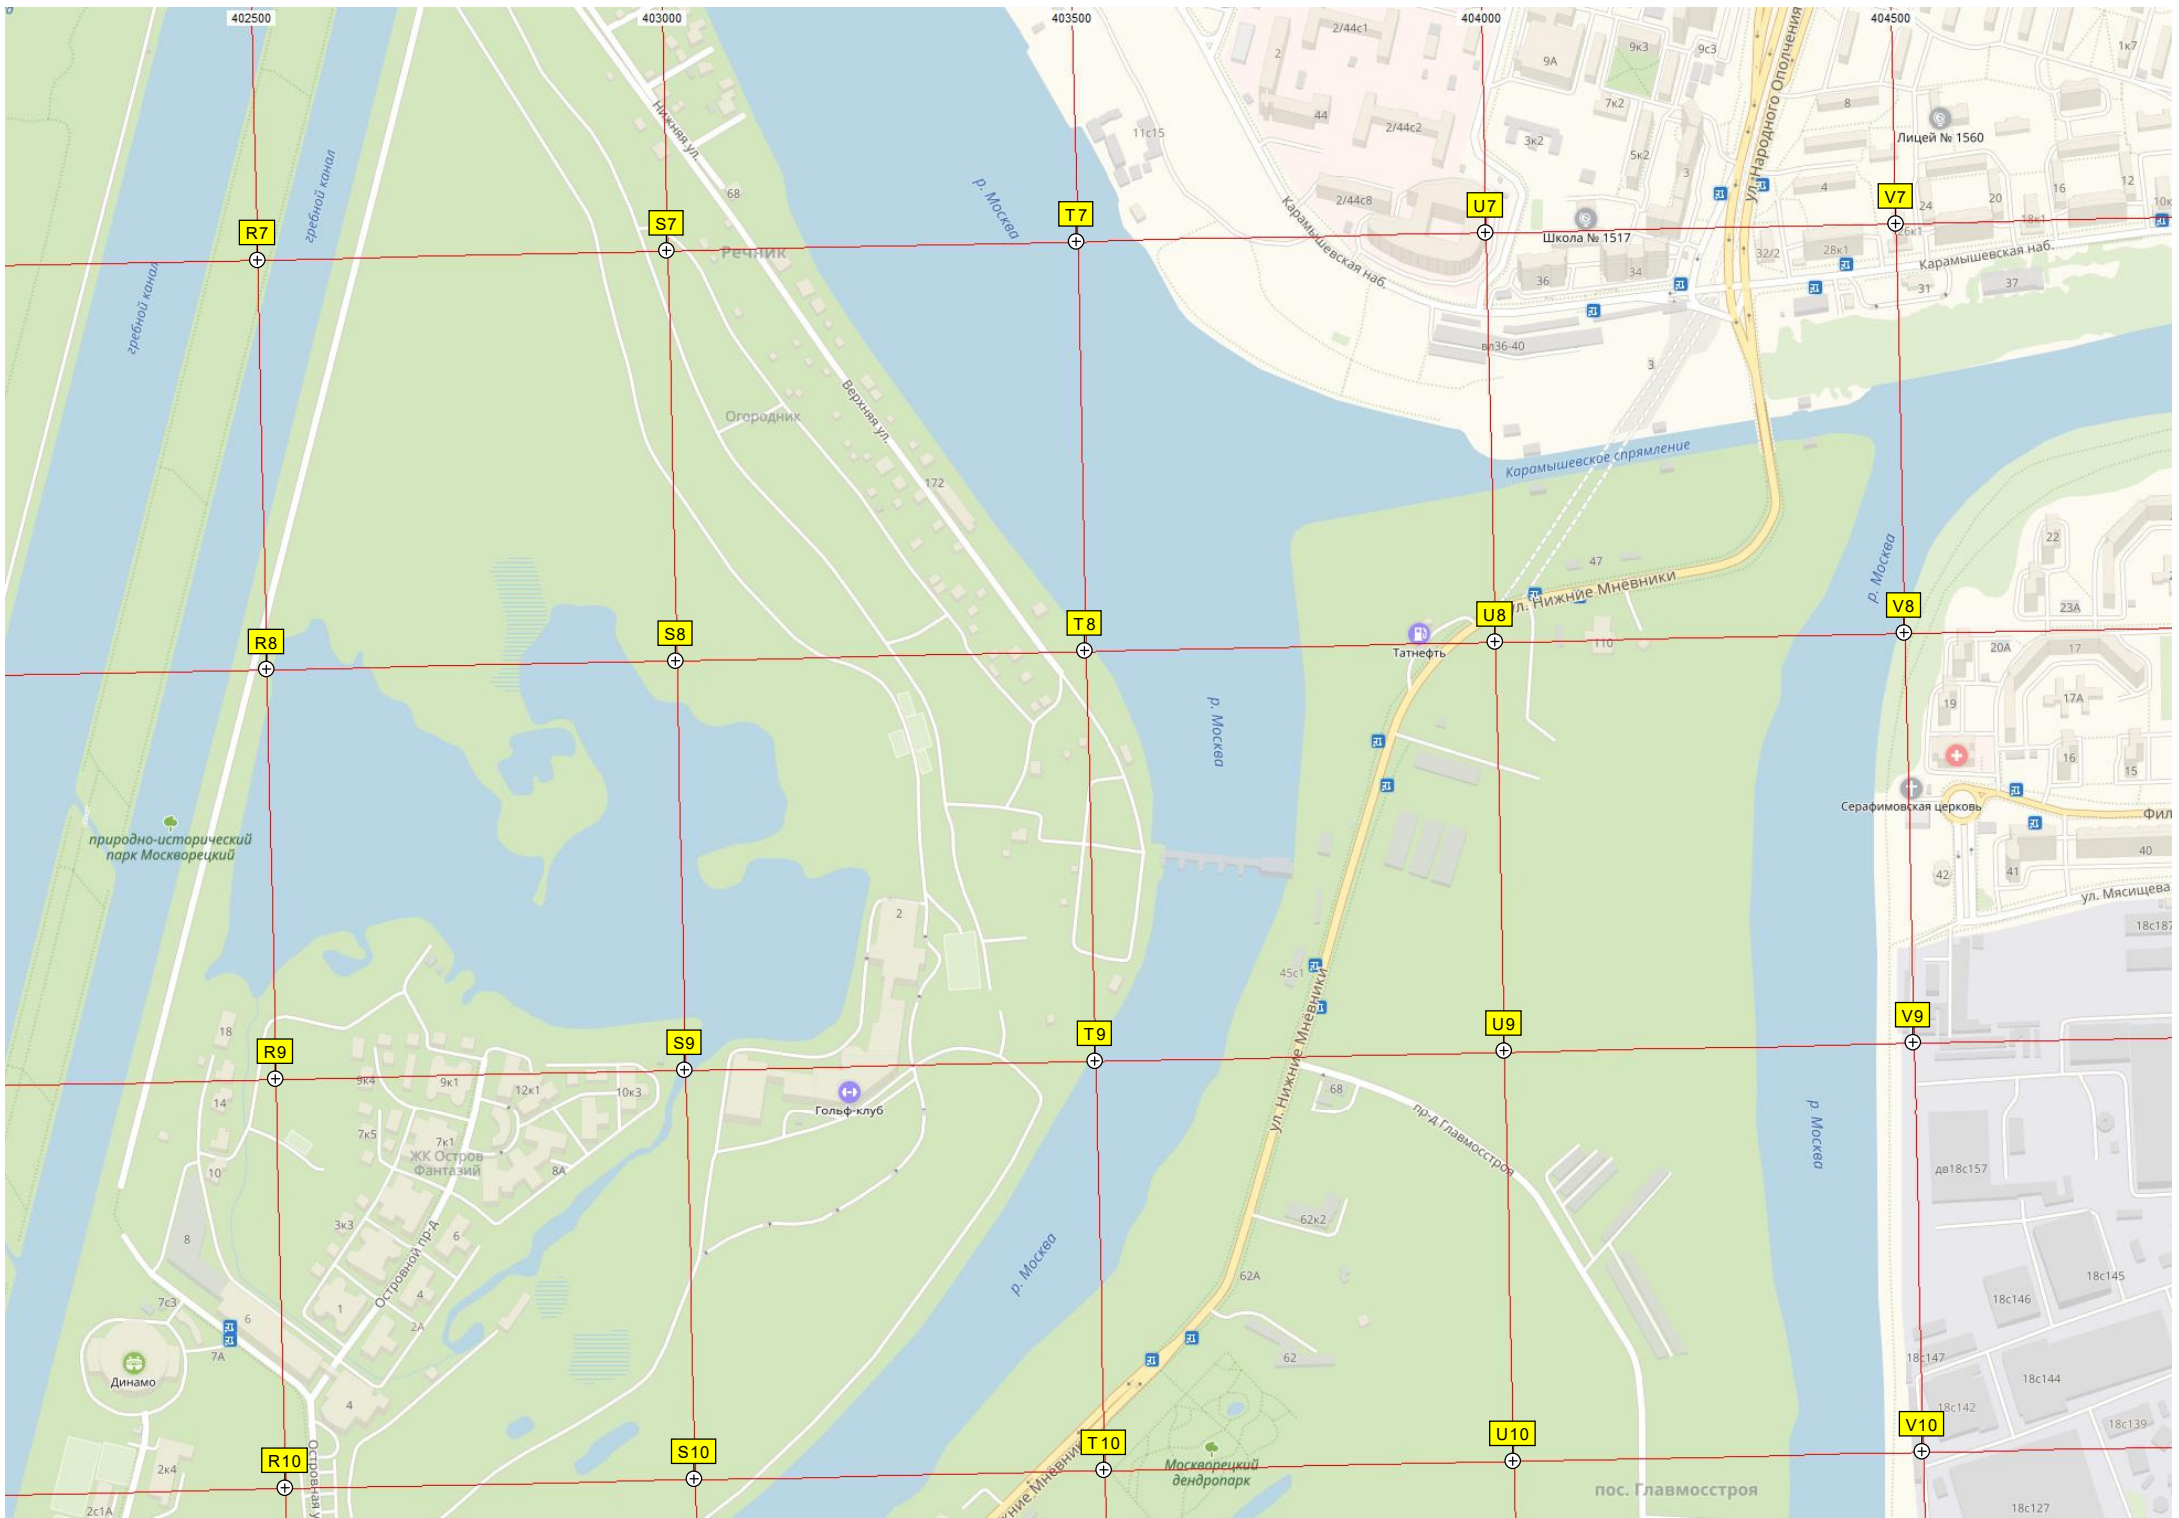 402500
403000
403500
404000
404500
2/44с1
2
9А
9к3
9с3
1к7
ул. Народного Ополчения
Нижняя ул.
44
2/44с2
7к2
8
11с15
3к2
5к2
3
Лицей № 1560
гребной канал
р. Москва
68
2/44с8
4
20
16
12
24
R7
S7
T7
U7
V7
Школа № 1517
18к1
Речник
Карамышевская наб.
32/2
28к1
Карамышевская наб.
гребной канал
36
34
31
37
вл36-40
3
Верхняя ул.
Огородник
Карамышевское спрямление
172
22
р. Москва
47
ул. Нижние Мнёвники
23А
R8
S8
T8
U8
V8
Татнефть
110
20А
17
р. Москва
19
17А
16
15
Серафимовская церковь
природно-исторический
парк Москворецкий
40
42
41
ул. Мясищева
2
18с187
45с1
ул. Нижние Мнёвники
18
R9
S9
T9
U9
V9
9к4
9к1
12к1
10к3
14
Гольф-клуб
68
пр-д Главмосстроя
р. Москва
7к5
7к1
ЖК Остров
Фантазий
8А
10
дв18с157
3к3
6
62к2
8
Островной пр-д
р. Москва
62А
18с145
4
1
18с146
7с3
6
2А
7А
62
18с147
Динамо
18с144
4
18с142
18с139
R10
S10
T10
U10
V10
2к4
Москворецкий
дендропарк
пос. Главмосстроя
2с1А
18с127